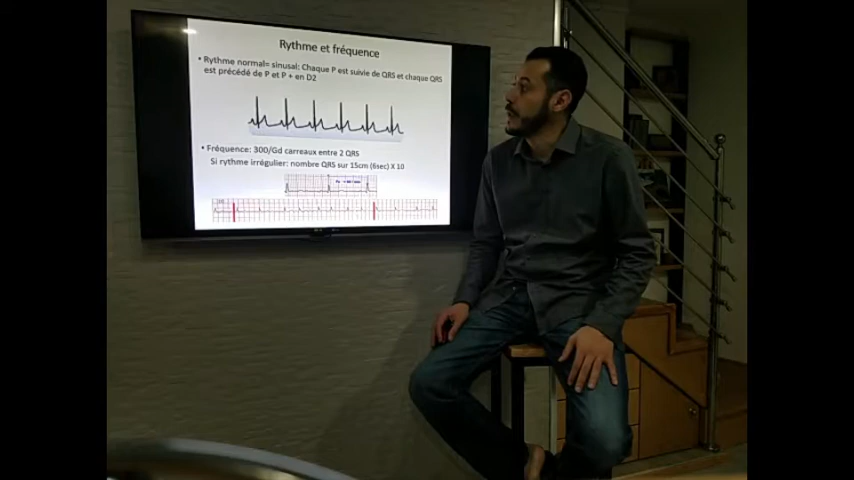 Rythme et fréquence
• Rythme normal= sinusal: Chaque P est suivie de QRS et chaque QRS
est précédé de P et P + en D2
• Fréquence: 300/Gd carreaux entre 2 QRS
Si rythme irrégulier: nombre QRS sur 15cm (6sec) X 10